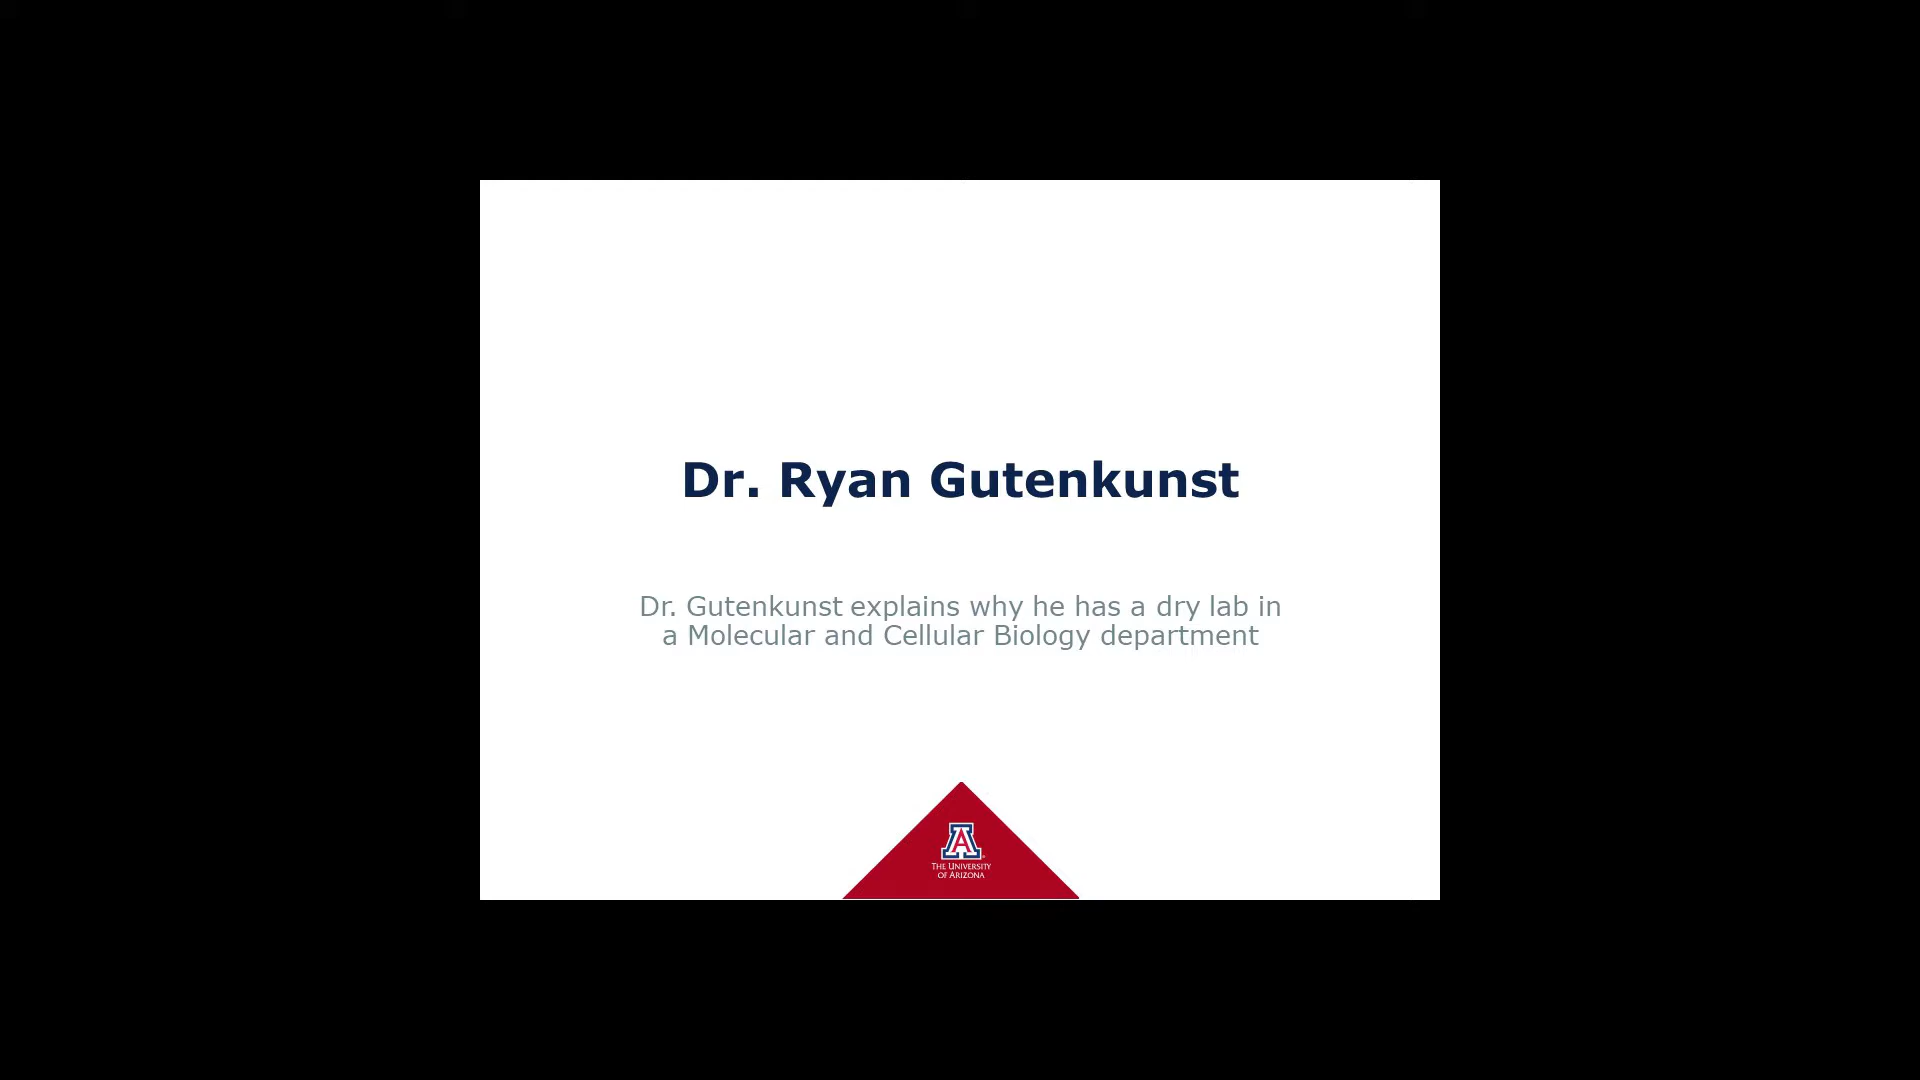 Dr. Ryan Gutenkunst
Dr. Gutenkunst explains why he has a dry lab in
a Molecular and Cellular Biology department
A
THE UNIVERSITY
OF ARIZONA